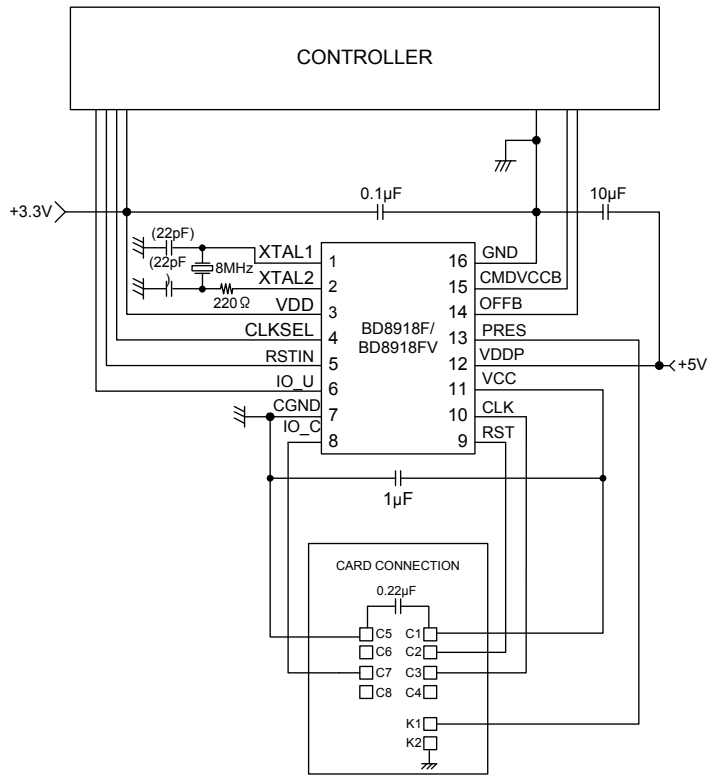 CONTROLLER
0.1μF
10μF
+3.3V
(22pF)
XTAL1
1
16
GND
(22pF
)
8MHz
XTAL2
2
15
CMDVCCB
220Ω
VDD
3
14
OFFB
BD8918F/
BD8918FV
CLKSEL
4
13
PRES
RSTIN
5
12
VDDP
+5V
IO_U
6
11
VCC
CGND
7
10
CLK
IO_C
8
9
RST
1μF
CARD CONNECTION
0.22μF
C5
C1
C6
C2
C7
C3
C8
C4
K1
K2